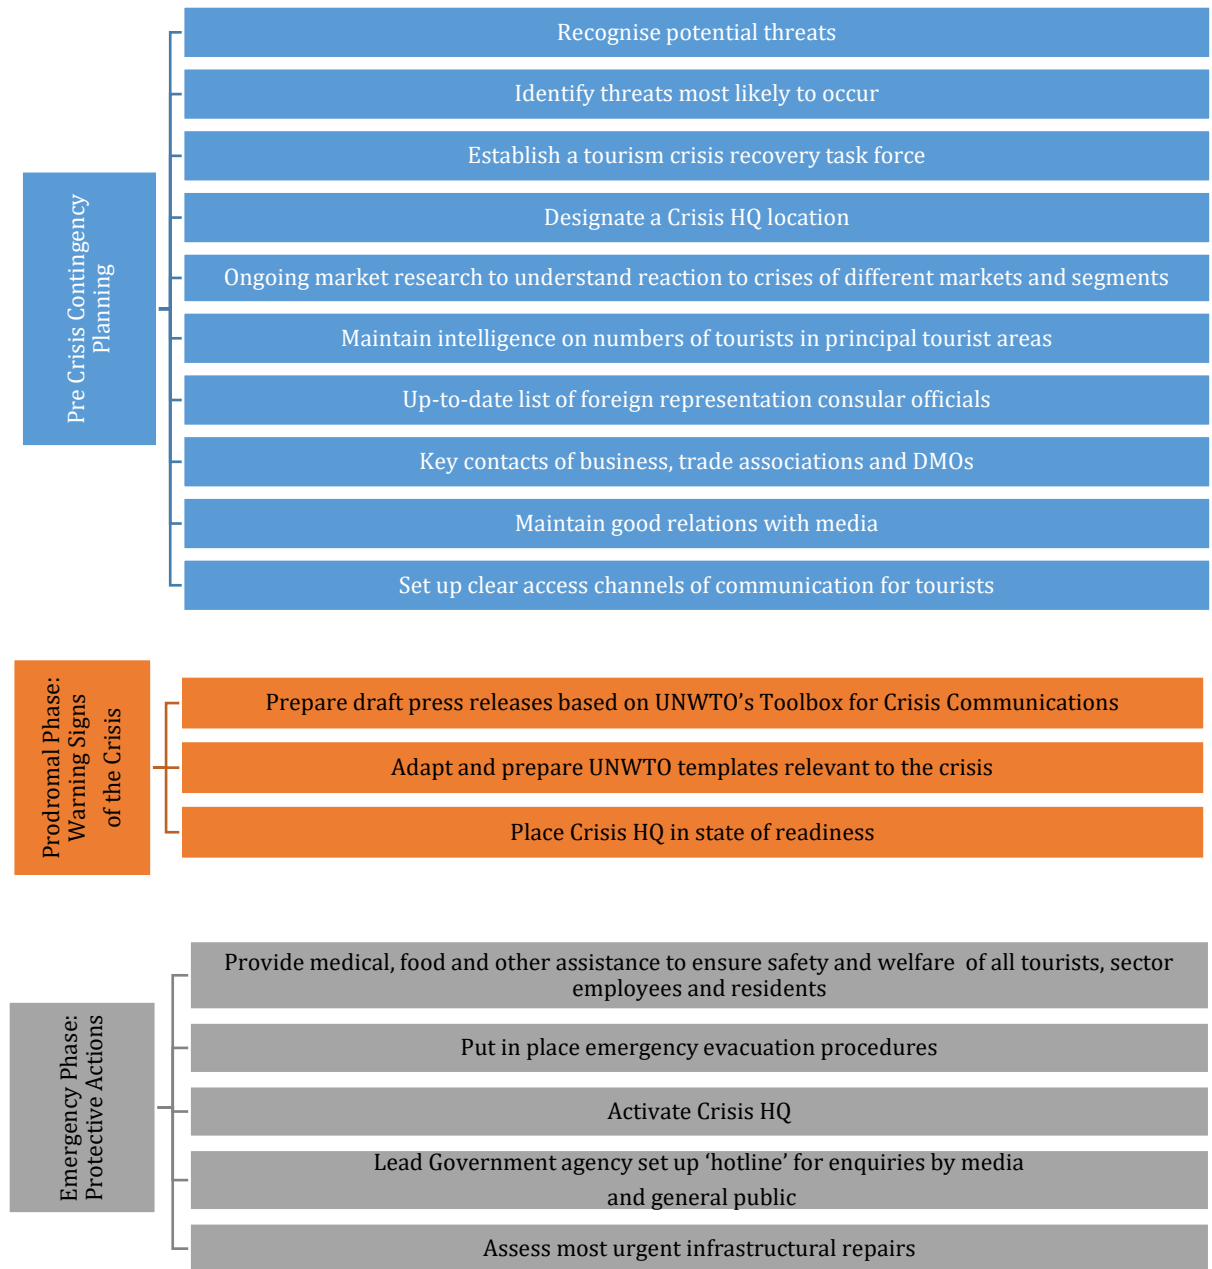 Pre Crisis Contingency
Planning
Recognise potential threats
Identify threats most likely to occur
Establish a tourism crisis recovery task force
Designate a Crisis HQ location
Ongoing market research to understand reaction to crises of different markets and segments
Maintain intelligence on numbers of tourists in principal tourist areas
Up-to-date list of foreign representation consular officials
Key contacts of business, trade associations and DMOs
Maintain good relations with media
Set up clear access channels of communication for tourists
Prodromal Phase:
Warning Signs
of the Crisis
Prepare draft press releases based on UNWTO’s Toolbox for Crisis Communications
Adapt and prepare UNWTO templates relevant to the crisis
Place Crisis HQ in state of readiness
Emergency Phase:
Protective Actions
Provide medical, food and other assistance to ensure safety and welfare of all tourists, sector
employees and residents
Put in place emergency evacuation procedures
Activate Crisis HQ
Lead Government agency set up ‘hotline’ for enquiries by media
and general public
Assess most urgent infrastructural repairs